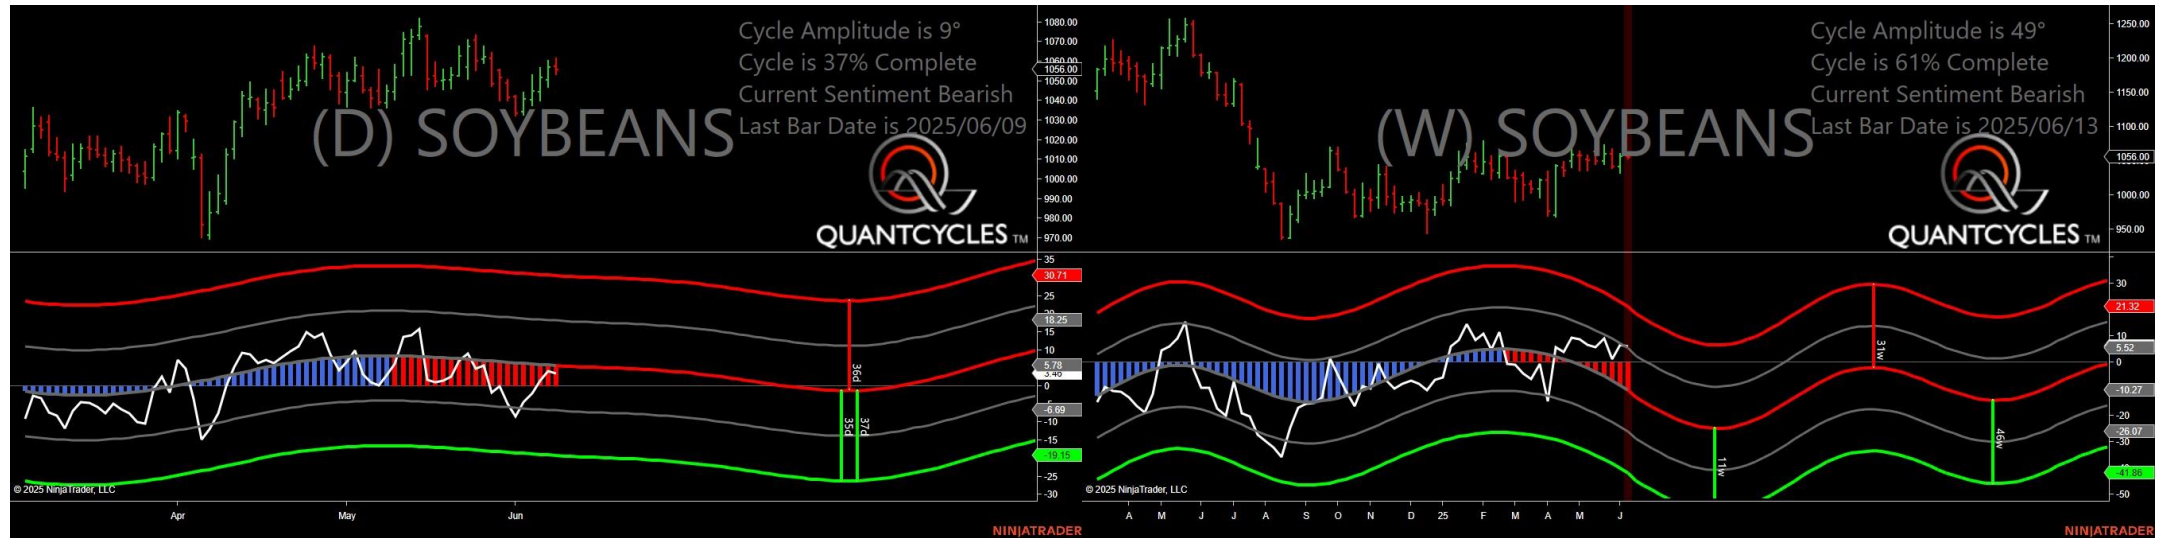 Cycle Amplitude is 9°
Cycle is 37% Complete
Current Sentiment Bearish
Last Bar Date is 2025/06/09
(D) SOYBEANS
QUANTCYCLES TM
1080.00
1070.00
1060.00
1056.00
1050.00
1040.00
1030.00
1020.00
1010.00
1000.00
990.00
980.00
970.00
35
30.71
25
18.25
15
10
5.78
0
-6.69
-10
-15
-19.15
-25
-30
36d
35d
37d
© 2025 NinjaTrader, LLC
Apr
May
Jun
NINJATRADER
Cycle Amplitude is 49°
Cycle is 61% Complete
Current Sentiment Bearish
Last Bar Date is 2025/06/13
(W) SOYBEANS
QUANTCYCLES TM
1250.00
1200.00
1150.00
1100.00
1056.00
1000.00
950.00
30
21.32
10
5.52
0
-10.27
-20
-26.07
-30
-41.86
-50
31w
11w
46w
© 2025 NinjaTrader, LLC
A
M
J
J
A
S
O
N
D
25
F
M
A
M
J
NINJATRADER